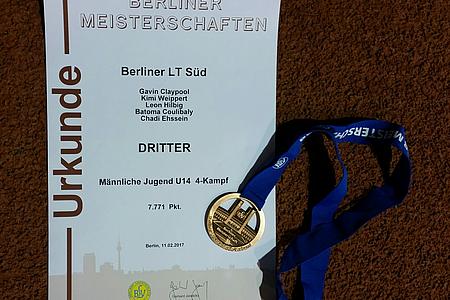 BERLINER
MEISTERSCHAFTEN
Urkunde
Berliner LT Süd
Gavin Claypool
Kimi Weippert
Leon Hilbig
Batoma Coulibaly
Chadi Ehssein
DRITTER
Männliche Jugend U14 4-Kampf
7.771 Pkt.
Berlin, 11.02.2017